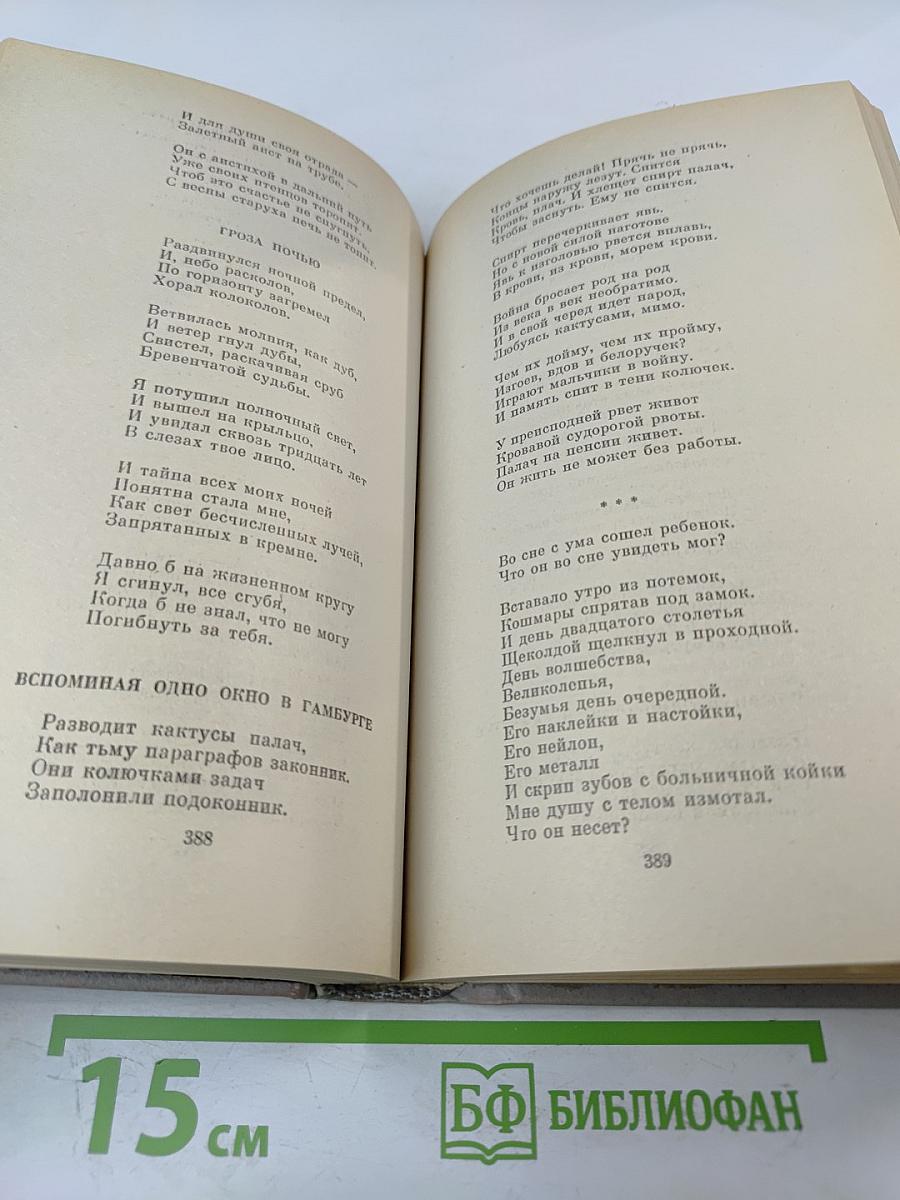 И для души своя отрада —
Залетный аист на трубе.
Он с аистихой в дальний путь
Уже своих птенцов торопит.
Чтоб это счастье не спугнуть,
С весны старуха печь не топит.
ГРОЗА НОЧЬЮ
Раздвинулся ночной предел,
И, небо расколов,
По горизонту загремел
Хорал колоколов.
Ветвилась молния, как дуб,
И ветер гнул дубы,
Свистел, раскачивая сруб
Бревенчатой судьбы.
Я потушил полночный свет,
И вышел на крыльцо,
И увидал сквозь тридцать лет
В слезах твое лицо.
И тайна всех моих ночей
Понятна стала мне,
Как свет бесчисленных лучей,
Запрятанных в кремне.
Давно б на жизненном кругу
Я сгинул, все сгубя,
Когда б не знал, что не могу
Погибнуть за тебя.
ВСПОМИНАЯ ОДНО ОКНО В ГАМБУРГЕ
Разводит кактусы палач,
Как тьму параграфов законник.
Они колючками задач
Заполонили подоконник.
388
Что хочешь делай! Прячь не прячь,
Концы наружу лезут. Снится
Кровь, плач. И хлещет спирт палач,
Чтобы заснуть. Ему не спится.
Спирт перечеркивает явь.
Но с новой силой наготове
Явь к изголовью рвется вплавь,
В крови, из крови, морем крови.
Война бросает род на род
Из века в век необратимо.
И в свой черед идет народ,
Любуясь кактусами, мимо.
Чем их дойму, чем их пройму,
Изгоев, вдов и белоручек?
Играют мальчики в войну.
И память спит в тени колючек.
У преисподней рвет живот
Кровавой судорогой рвоты.
Палач на пенсии живет.
Он жить не может без работы.
* * *
Во сне с ума сошел ребенок.
Что он во сне увидеть мог?
Вставало утро из потемок,
Кошмары спрятав под замок.
И день двадцатого столетья
Щеколдой щелкнул в проходной.
День волшебства,
Великолепья,
Безумья день очередной.
Его наклейки и настойки,
Его нейлон,
Его металл
И скрип зубов с больничной койки
Мне душу с телом измотал.
Что он несет?
389
15 см
БФ БИБЛИОФАН